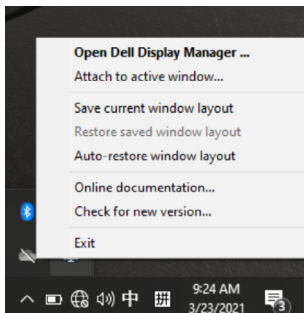 Open Dell Display Manager ...
Attach to active window...
Save current window layout
Restore saved window layout
Auto-restore window layout
Online documentation...
Check for new version...
Exit
9:24 AM
中 拼
3/23/2021
3